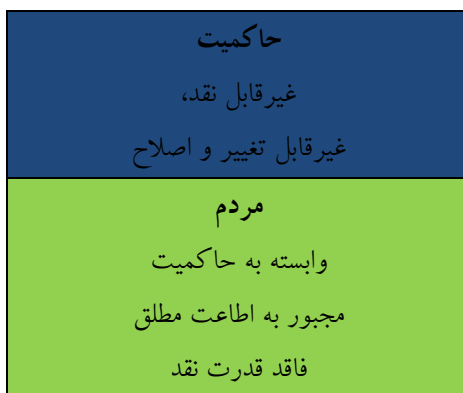 حاکمیت
غیرقابل نقد،
غیرقابل تغییر و اصلاح
مردم
وابسته به حاکمیت
مجبور به اطاعت مطلق
فاقد قدرت نقد